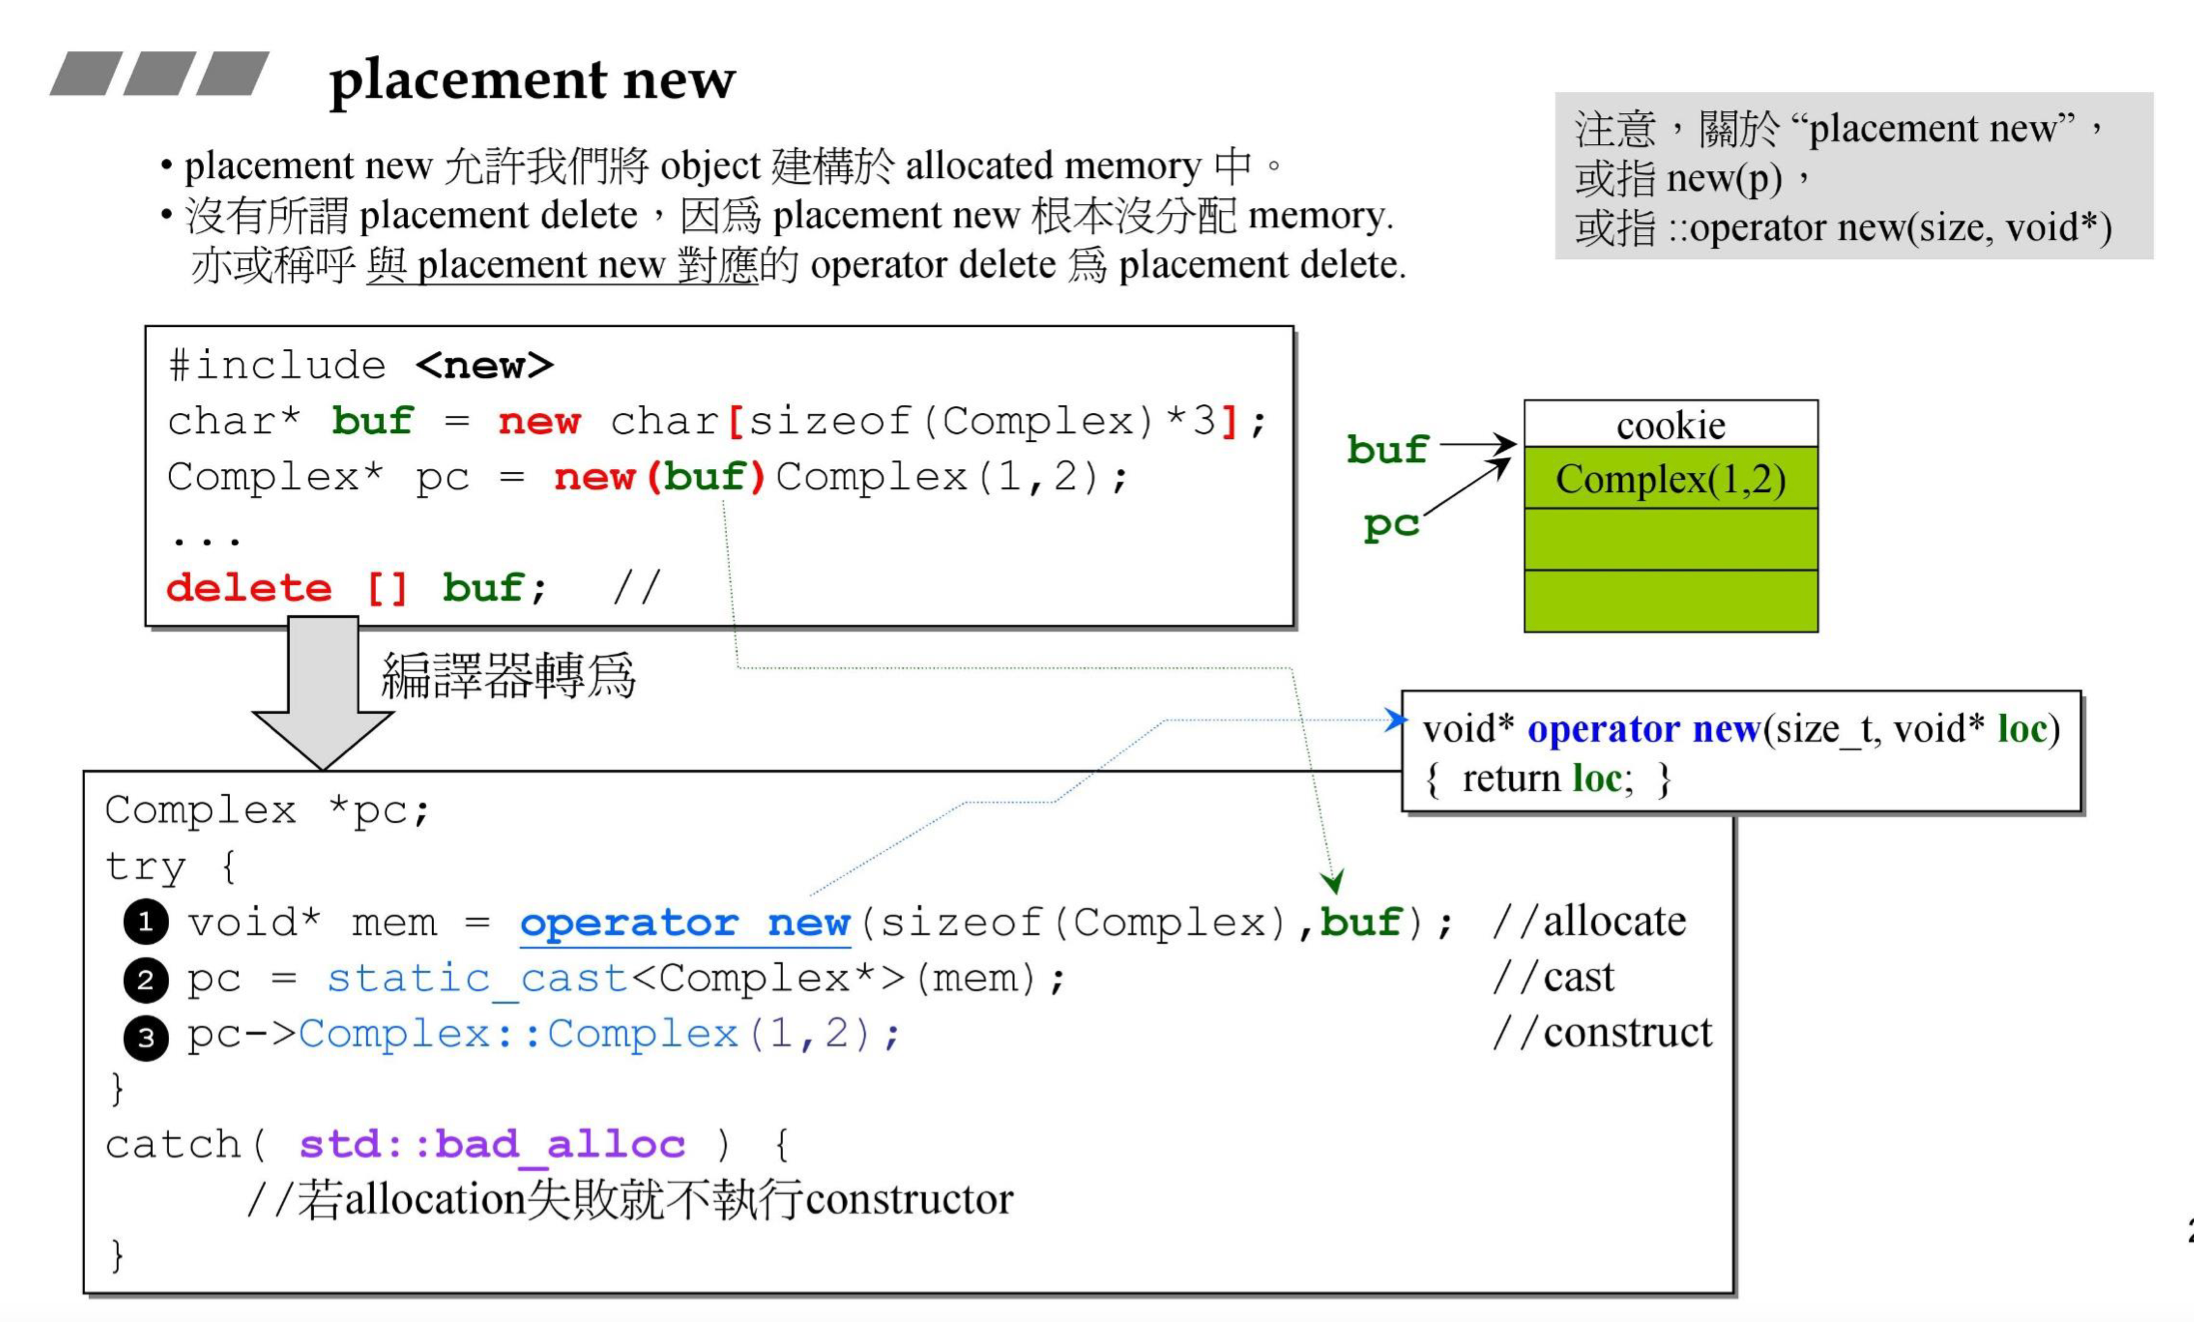 placement new
• placement new 允許我們將 object 建構於 allocated memory 中。
• 沒有所謂 placement delete，因爲 placement new 根本沒分配 memory.
亦或稱呼 與 placement new 對應的 operator delete 爲 placement delete.
注意，關於 “placement new”，
或指 new(p)，
或指 ::operator new(size, void*)
#include <new>
char* buf = new char[sizeof(Complex)*3];
Complex* pc = new(buf)Complex(1,2);
...
delete [] buf; //
buf
pc
cookie
Complex(1,2)
編譯器轉爲
void* operator new(size_t, void* loc)
{ return loc; }
Complex *pc;
try {
1 void* mem = operator new(sizeof(Complex),buf); //allocate
2 pc = static_cast<Complex*>(mem); //cast
3 pc->Complex::Complex(1,2); //construct
}
catch( std::bad_alloc ) {
//若allocation失敗就不執行constructor
}